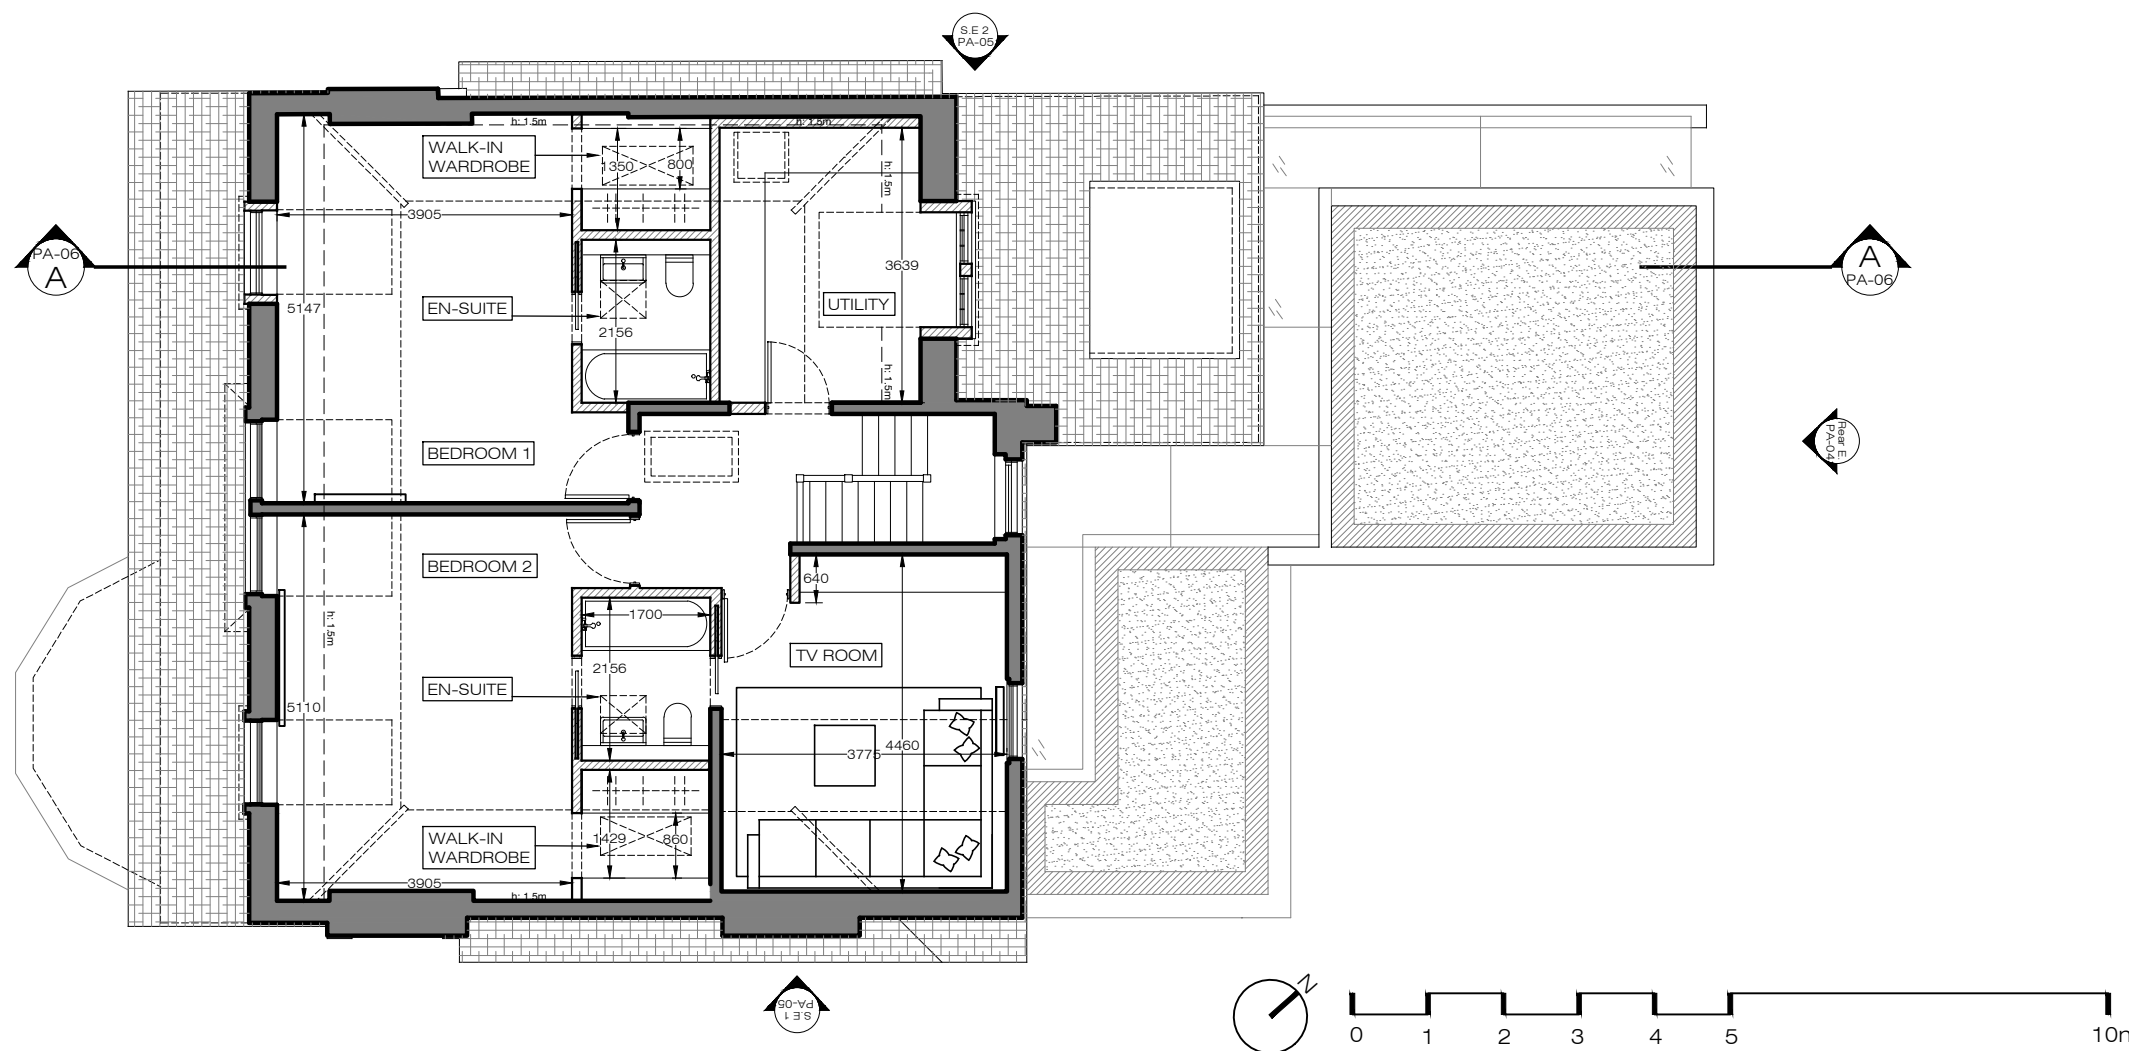 S.E 2
PA-05
h: 1.5m
h: 1.5m
WALK-IN
WARDROBE
1350
800
h: 1.5m
3905
PA-06
A
A
PA-06
3639
5147
EN-SUITE
2156
UTILITY
h: 1.5m
BEDROOM 1
Rear E.
PA-04
BEDROOM 2
640
1700
h: 1.5m
TV ROOM
2156
EN-SUITE
5110
3775
4460
WALK-IN
WARDROBE
1429
860
3905
h: 1.5m
S.E 1
PA-05
N
0
1
2
3
4
5
10m